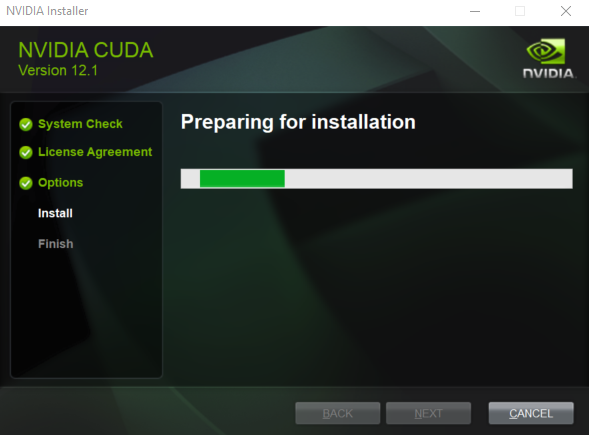 NVIDIA Installer
NVIDIA CUDA
Version 12.1
NVIDIA.
System Check
License Agreement
Options
Install
Finish
Preparing for installation
BACK
NEXT
CANCEL